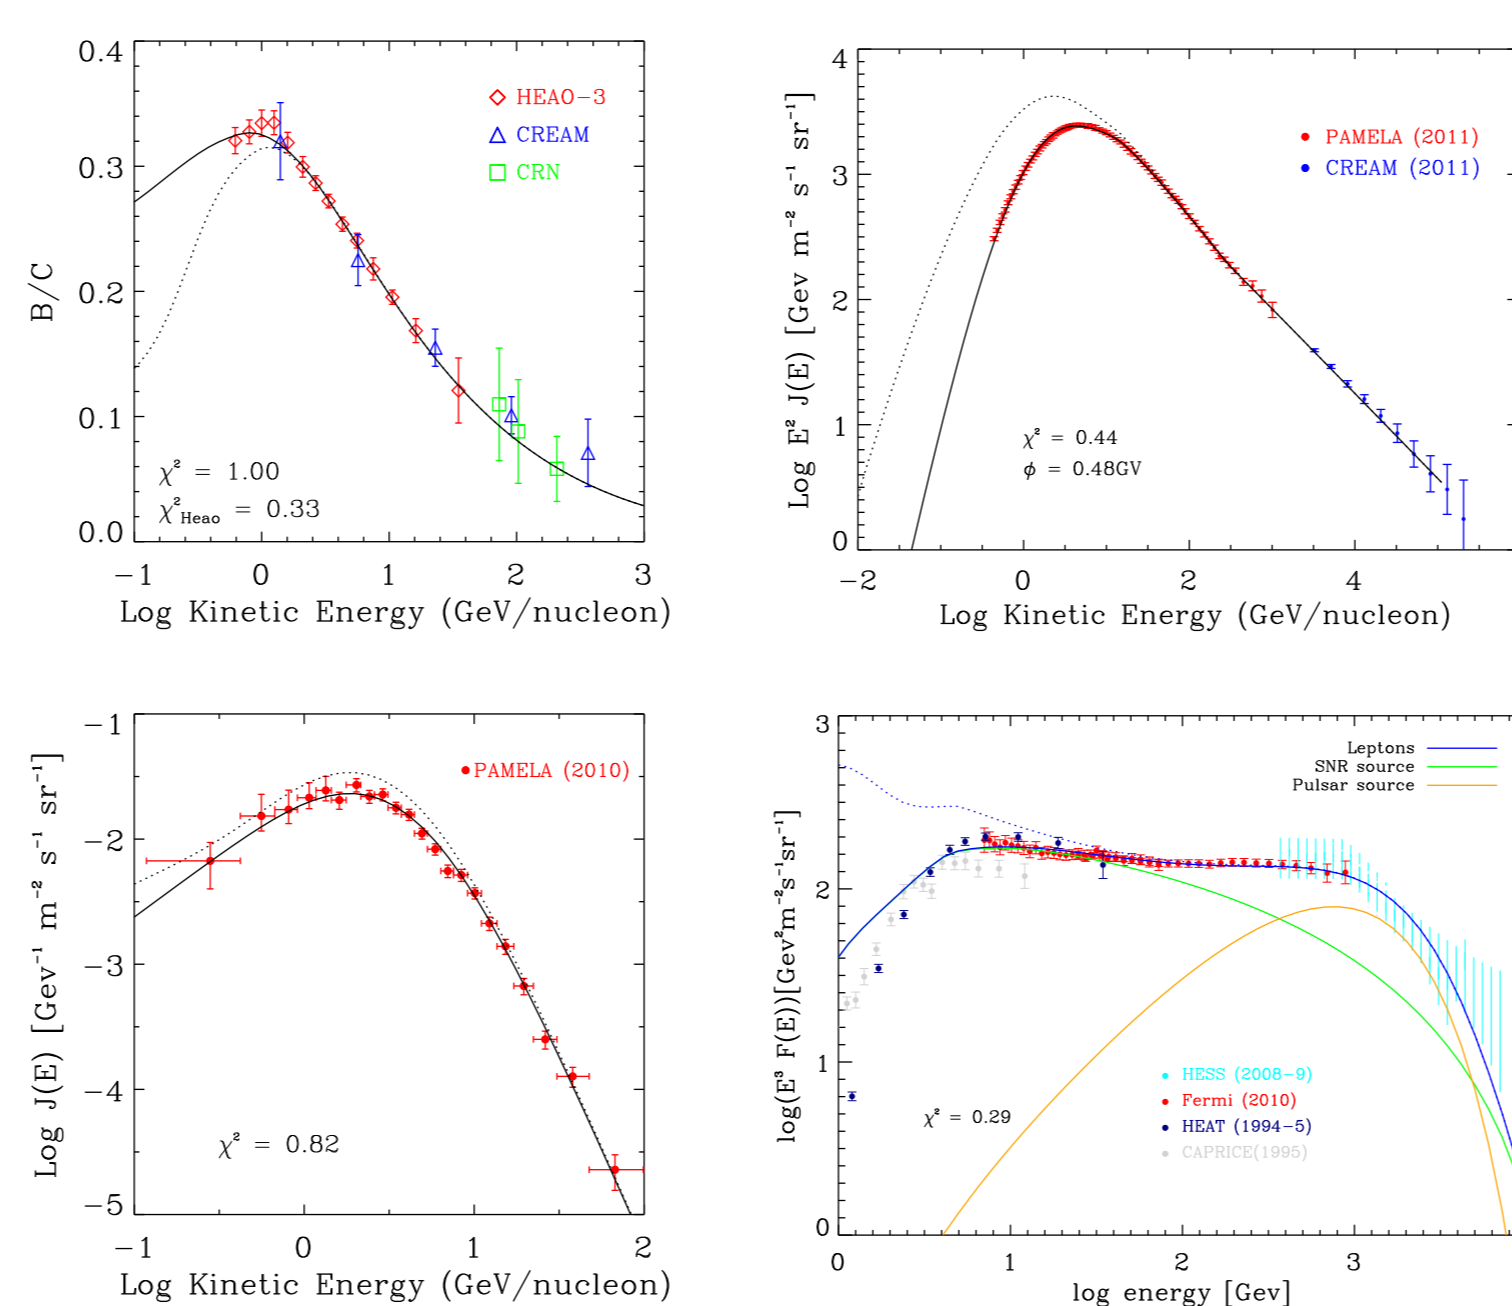 0.4
0.3
0.2
0.1
0.0
B/C
HEAO-3
CREAM
CRN
χ² = 1.00
χ²Heao = 0.33
-1 0 1 2 3
Log Kinetic Energy (GeV/nucleon)
4
3
2
1
0
Log E² J(E) [Gev m⁻² s⁻¹ sr⁻¹]
PAMELA (2011)
CREAM (2011)
χ² = 0.44
ϕ = 0.48GV
-2 0 2 4
Log Kinetic Energy (GeV/nucleon)
-1
-2
-3
-4
-5
Log J(E) [Gev⁻¹ m⁻² s⁻¹ sr⁻¹]
PAMELA (2010)
χ² = 0.82
-1 0 1 2
Log Kinetic Energy (GeV/nucleon)
3
2
1
0
log(E³ F(E))[Gev²m⁻²s⁻¹sr⁻¹]
Leptons
SNR source
Pulsar source
HESS (2008-9)
Fermi (2010)
HEAT (1994-5)
CAPRICE(1995)
χ² = 0.29
0 1 2 3
log energy [Gev]